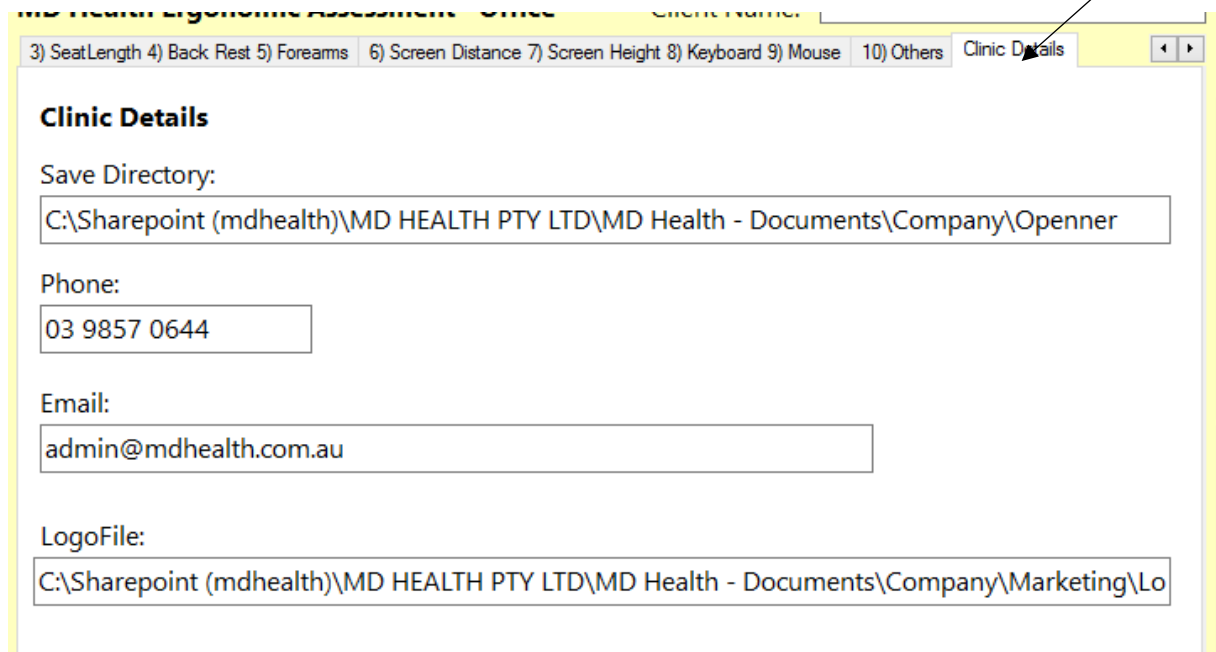 MD Health Ergonomic Assessment - Office Client Name:
3) SeatLength 4) Back Rest 5) Forearms 6) Screen Distance 7) Screen Height 8) Keyboard 9) Mouse 10) Others Clinic Details
Clinic Details
Save Directory:
C:\Sharepoint (mdhealth)\MD HEALTH PTY LTD\MD Health - Documents\Company\Openner
Phone:
03 9857 0644
Email:
admin@mdhealth.com.au
LogoFile:
C:\Sharepoint (mdhealth)\MD HEALTH PTY LTD\MD Health - Documents\Company\Marketing\Lo